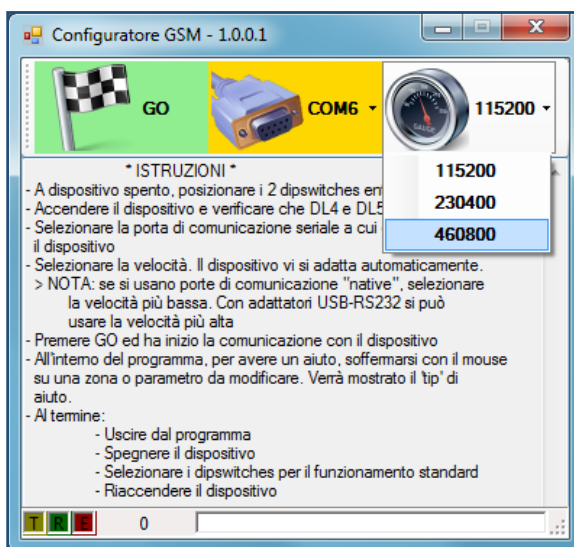 Configuratore GSM - 1.0.0.1
GO
COM6
GAUGE
115200
115200
230400
460800
* ISTRUZIONI *
- A dispositivo spento, posizionare i 2 dipswitches
- Accendere il dispositivo e verificare che DL4 e
- Selezionare la porta di comunicazione seriale a cui
il dispositivo
- Selezionare la velocità. Il dispositivo vi si adatta automaticamente.
> NOTA: se si usano porte di comunicazione "native", selezionare
la velocità più bassa. Con adattatori USB-RS232 si può
usare la velocità più alta
- Premere GO ed ha inizio la comunicazione con il dispositivo
- All'interno del programma, per avere un aiuto, soffermarsi con il mouse
su una zona o parametro da modificare. Verrà mostrato il 'tip' di
aiuto.
- Al termine:
- Uscire dal programma
- Spegnere il dispositivo
- Selezionare i dipswitches per il funzionamento standard
- Riaccendere il dispositivo
T R E 0